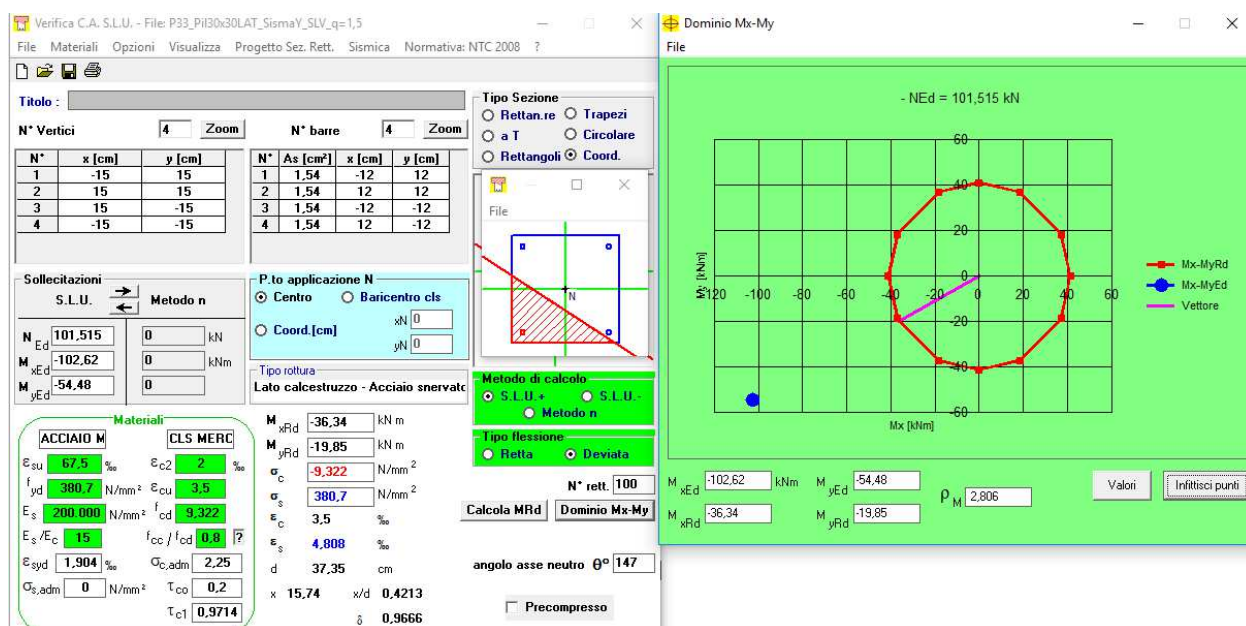 Verifica C.A. S.L.U. - File: P33_Pil30x30LAT_SismaY_SLV_q=1,5
File Materiali Opzioni Visualizza Progetto Sez. Rett. Sismica Normativa: NTC 2008 ?
Titolo :
N° Vertici 4 Zoom N° barre 4 Zoom
N° x [cm] y [cm]
1 -15 15
2 15 15
3 15 -15
4 -15 -15
N° As [cm²] x [cm] y [cm]
1 1,54 -12 12
2 1,54 12 12
3 1,54 -12 -12
4 1,54 12 -12
Tipo Sezione
Rettan.re Trapezi
a T Circolare
Rettangoli Coord.
File
N
Sollecitazioni
S.L.U. Metodo n
N Ed 101,515 0 kN
M xEd -102,62 0 kNm
M yEd -54,48 0
P.to applicazione N
Centro Baricentro cls
Coord.[cm] xN 0
yN 0
Tipo rottura
Lato calcestruzzo - Acciaio snervato
Metodo di calcolo
S.L.U.+ S.L.U.-
Metodo n
Tipo flessione
Retta Deviata
Materiali
ACCIAIO M CLS MERC
εsu 67,5 ‰ εc2 2 ‰
fyd 380,7 N/mm² εcu 3,5
Es 200.000 N/mm² fcd 9,322
Es/Ec 15 fcc / fcd 0,8 ?
εsyd 1,904 ‰ σc,adm 2,25
σs,adm 0 N/mm² τco 0,2
τc1 0,9714
M xRd -36,34 kN m
M yRd -19,85 kN m
σc -9,322 N/mm²
σs 380,7 N/mm²
εc 3,5 ‰
εs 4,808 ‰
d 37,35 cm
x 15,74 x/d 0,4213
δ 0,9666
N° rett. 100
Calcola MRd Dominio Mx-My
angolo asse neutro θ° 147
Precompresso
Dominio Mx-My
File
- NEd = 101,515 kN
60
40
20
0
-20
-40
-60
-120 -100 -80 -60 -40 -20 0 20 40 60
My [kNm]
Mx [kNm]
Mx-MyRd
Mx-MyEd
Vettore
M xEd -102,62 kNm M yEd -54,48
M xRd -36,34 M yRd -19,85
ρM 2,806
Valori Infittisci punti